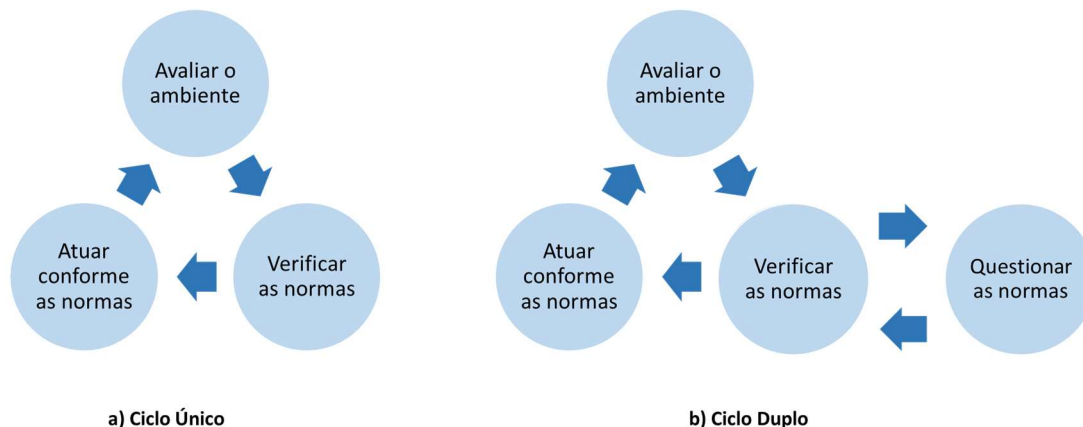 Avaliar o
ambiente
Atuar
conforme
as normas
Verificar
as normas
a) Ciclo Único
Avaliar o
ambiente
Atuar
conforme
as normas
Verificar
as normas
Questionar
as normas
b) Ciclo Duplo